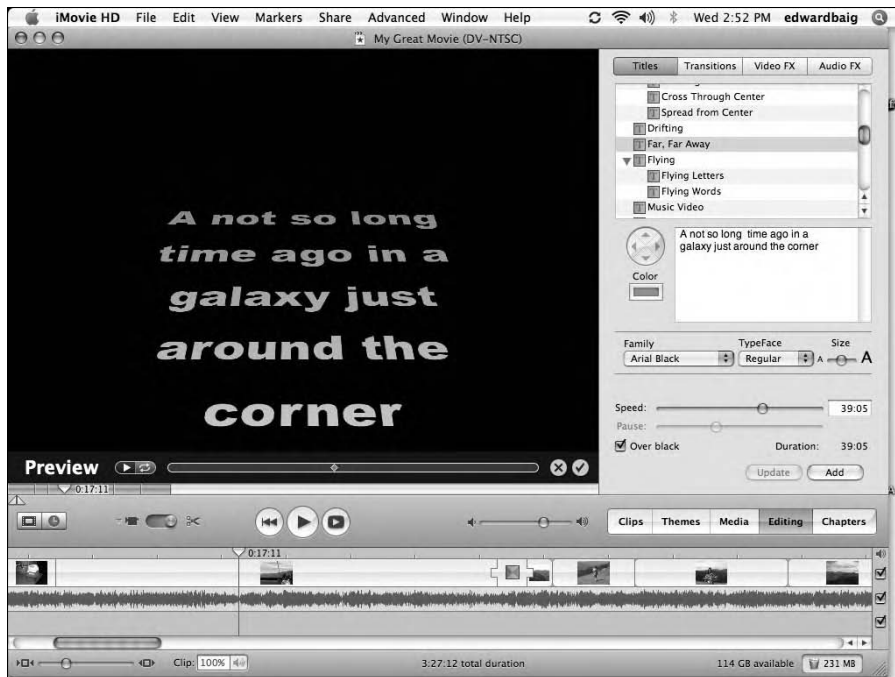 iMovie HD File Edit View Markers Share Advanced Window Help Wed 2:52 PM edwardbaig
My Great Movie (DV-NTSC)
Titles Transitions Video FX Audio FX
Cross Through Center
Spread from Center
Drifting
Far, Far Away
Flying
Flying Letters
Flying Words
Music Video
A not so long
time ago in a
galaxy just
around the
corner
A not so long time ago in a
galaxy just around the corner
Color
Family TypeFace Size
Arial Black Regular A A
Speed: 39:05
Pause:
Over black Duration: 39:05
Update Add
Preview
0:17:11
Clips Themes Media Editing Chapters
0:17:11
Clip: 100% 3:27:12 total duration 114 GB available 231 MB